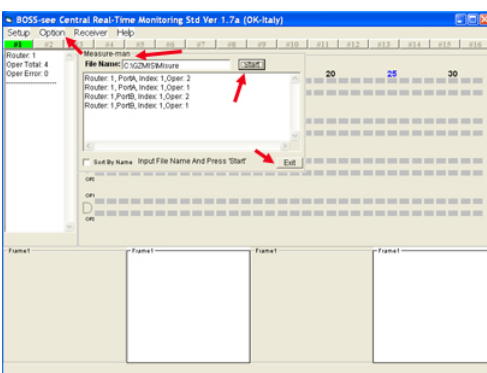 BOSS-see Central Real-Time Monitoring Std Ver 1.7a (OK-Italy)
Setup Option Receiver Help
#1 #2 #3 #4 #5 #6 #7 #8 #9 #10 #11 #12 #13 #14 #15 #16
Router: 1
Oper Total: 4
Oper Error: 0
Measure-man
File Name: C:\GZMIS\Misure Start
Router: 1, PortA, Index: 1,Oper: 2
Router: 1, PortA, Index: 1,Oper: 1
Router: 1,PortB, Index: 1,Oper: 2
Router: 1,PortB, Index: 1,Oper: 1
20 25 30
Sort By Name Input File Name And Press 'Start' Exit
OP2
OP1
D
OP2
Frame1 Frame1 Frame1 Frame1